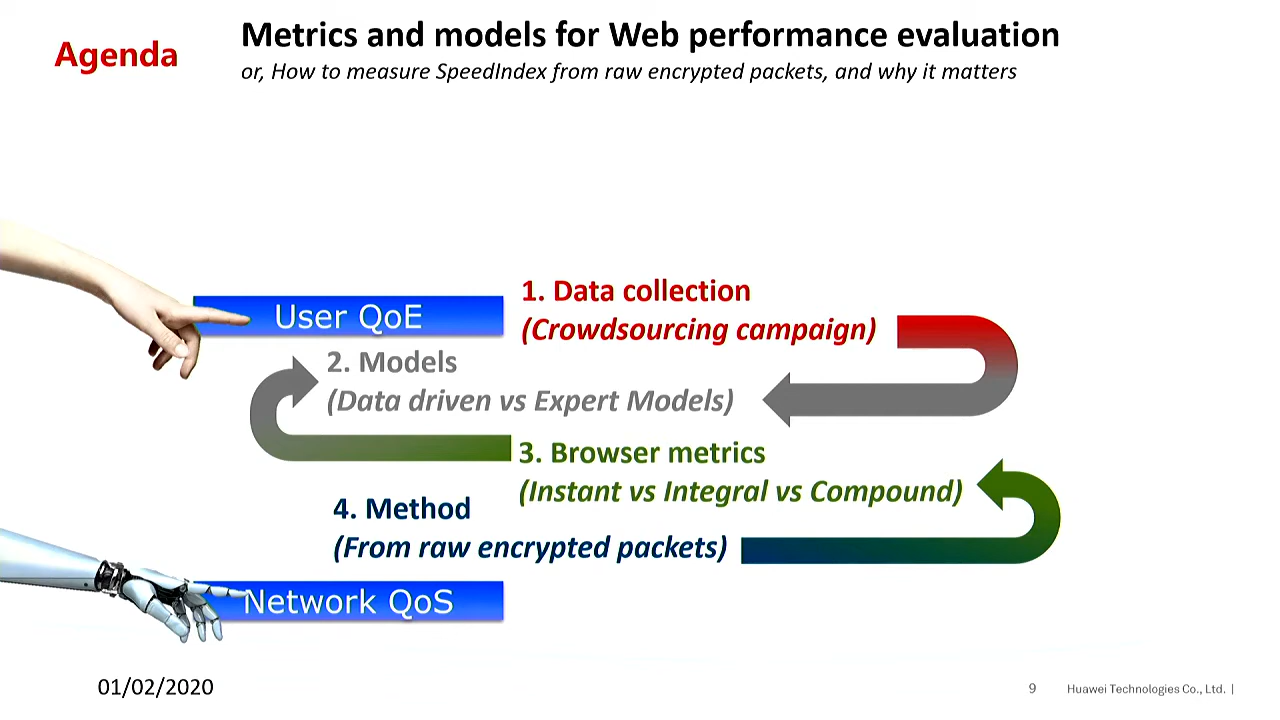 Agenda
Metrics and models for Web performance evaluation
or, How to measure SpeedIndex from raw encrypted packets, and why it matters
User QoE
1. Data collection
(Crowdsourcing campaign)
2. Models
(Data driven vs Expert Models)
3. Browser metrics
(Instant vs Integral vs Compound)
4. Method
(From raw encrypted packets)
Network QoS
01/02/2020
9
Huawei Technologies Co., Ltd. |